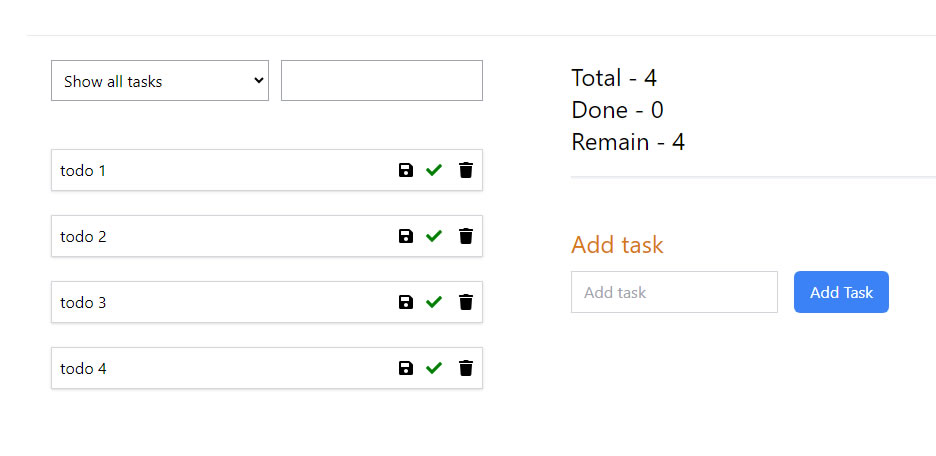 Show all tasks
todo 1
todo 2
todo 3
todo 4
Total - 4
Done - 0
Remain - 4
Add task
Add task
Add Task